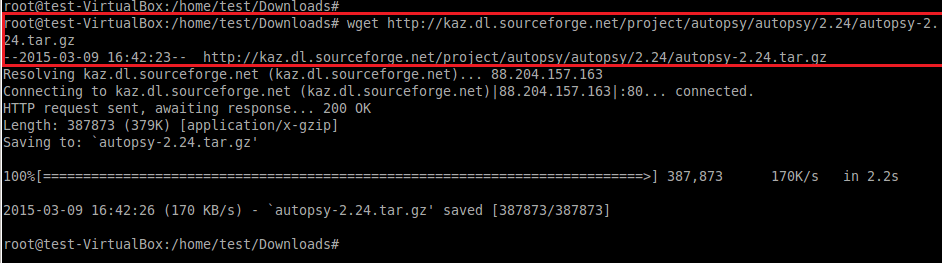 root@test-VirtualBox:/home/test/Downloads#
root@test-VirtualBox:/home/test/Downloads# wget http://kaz.dl.sourceforge.net/project/autopsy/autopsy/2.24/autopsy-2.
24.tar.gz
--2015-03-09 16:42:23--  http://kaz.dl.sourceforge.net/project/autopsy/autopsy/2.24/autopsy-2.24.tar.gz
Resolving kaz.dl.sourceforge.net (kaz.dl.sourceforge.net)... 88.204.157.163
Connecting to kaz.dl.sourceforge.net (kaz.dl.sourceforge.net)|88.204.157.163|:80... connected.
HTTP request sent, awaiting response... 200 OK
Length: 387873 (379K) [application/x-gzip]
Saving to: `autopsy-2.24.tar.gz'
100%[===========================================================================>] 387,873      170K/s   in 2.2s
2015-03-09 16:42:26 (170 KB/s) - `autopsy-2.24.tar.gz' saved [387873/387873]
root@test-VirtualBox:/home/test/Downloads#